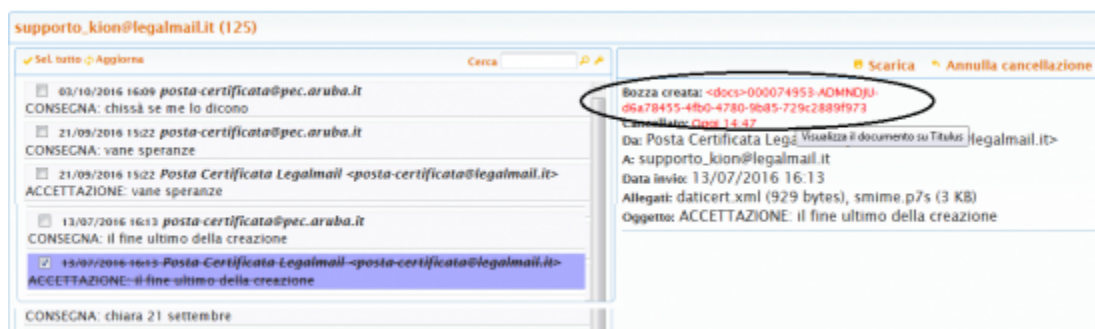 supporto_kion@legalmail.it (125)
Sel. tutto Aggiorna Cerca
03/10/2016 16:09 posta-certificata@pec.aruba.it
CONSEGNA: chissà se me lo dicono
21/09/2016 15:22 posta-certificata@pec.aruba.it
CONSEGNA: vane speranze
21/09/2016 15:22 Posta Certificata Legalmail <posta-certificata@legalmail.it>
ACCETTAZIONE: vane speranze
13/07/2016 16:13 posta-certificata@pec.aruba.it
CONSEGNA: il fine ultimo della creazione
13/07/2016 16:13 Posta Certificata Legalmail <posta-certificata@legalmail.it>
ACCETTAZIONE: il fine ultimo della creazione
CONSEGNA: chiara 21 settembre
Scarica Annulla cancellazione
Bozza creata: <docs>000074953-ADMNDJU-
d6a78455-4fb0-4780-9b85-729c2889f973
Cancellato: Oggi 14:47
Da: Posta Certificata Lega legalmail.it>
Visualizza il documento su Titulus
A: supporto_kion@legalmail.it
Data invio: 13/07/2016 16:13
Allegati: daticert.xml (929 bytes), smime.p7s (3 KB)
Oggetto: ACCETTAZIONE: il fine ultimo della creazione